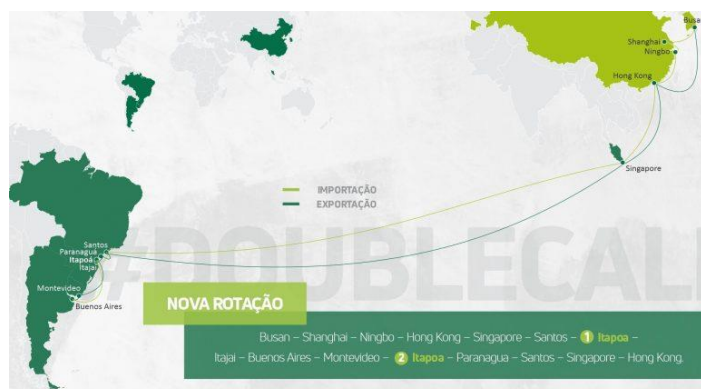 Busan
Shanghai
Ningbo
Hong Kong
Singapore
IMPORTAÇÃO
EXPORTAÇÃO
#DOUBLECALL
Santos
Paranagua
Itapoá
Itajaí
Montevideo
Buenos Aires
NOVA ROTAÇÃO
Busan – Shanghai – Ningbo – Hong Kong – Singapore – Santos – 1 Itapoa –
Itajai – Buenos Aires – Montevideo – 2 Itapoa – Paranagua – Santos – Singapore – Hong Kong.